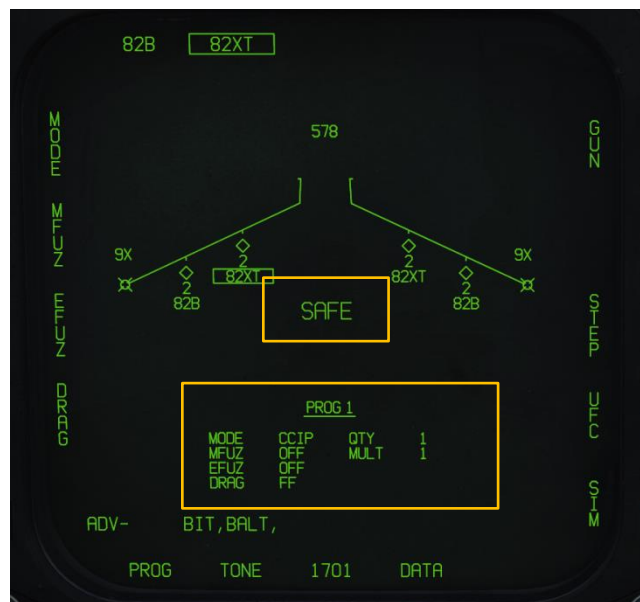 82B 82XT
MODE
578
GUN
MFUZ
9X 9X
2 2
82XT 82XT
2 2
82B 82B
SAFE
EFUZ
STEP
DRAG
UFC
PROG 1
MODE CCIP QTY 1
MFUZ OFF MULT 1
EFUZ OFF
DRAG FF
SIM
ADV- BIT,BALT,
PROG TONE 1701 DATA